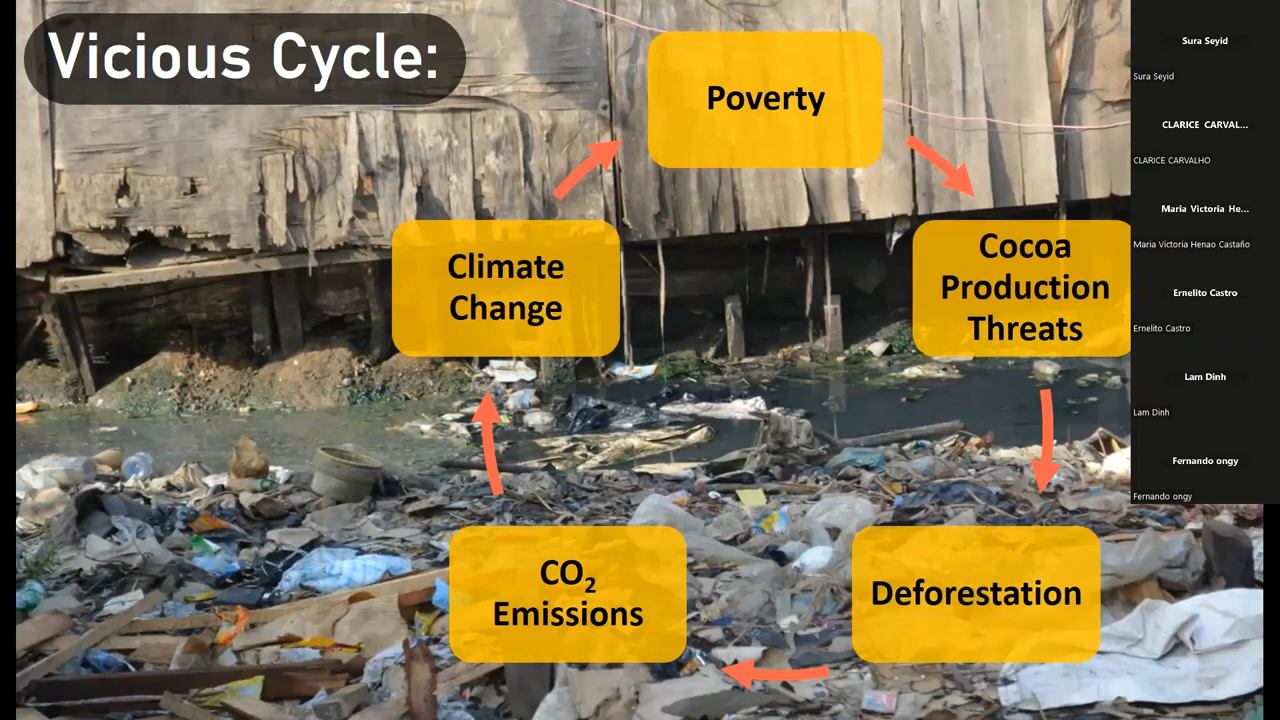 Vicious Cycle:
Poverty
Cocoa
Production
Threats
Deforestation
CO₂
Emissions
Climate
Change
Sura Seyid
Sura Seyid
CLARICE CARVAL...
CLARICE CARVALHO
Maria Victoria He...
Maria Victoria Henao Castaño
Ernelito Castro
Ernelito Castro
Lam Dinh
Lam Dinh
Fernando ongy
Fernando ongy